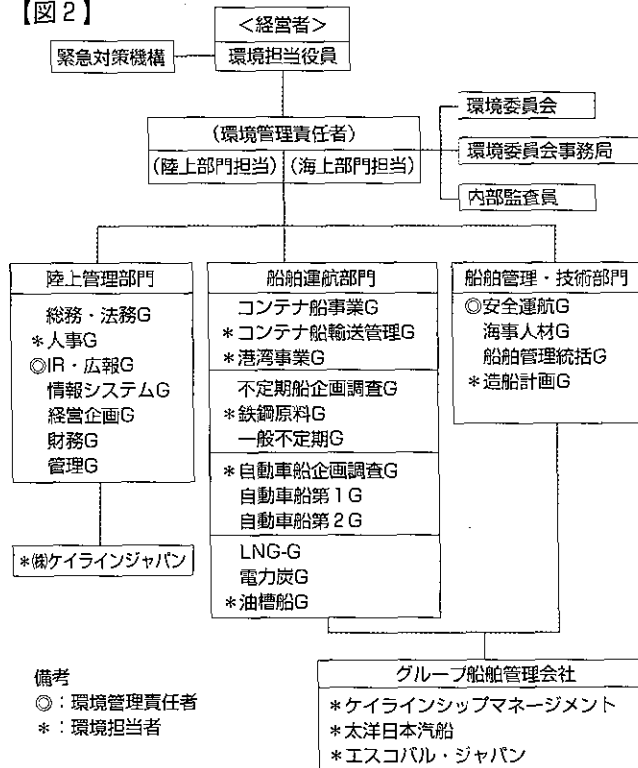 【図2】
<経営者>
環境担当役員
緊急対策機構
(環境管理責任者)
(陸上部門担当)(海上部門担当)
環境委員会
環境委員会事務局
内部監査員
陸上管理部門
総務・法務G
*人事G
◎IR・広報G
情報システムG
経営企画G
財務G
管理G
*㈱ケイラインジャパン
船舶運航部門
コンテナ船事業G
*コンテナ船輸送管理G
*港湾事業G
不定期船企画調査G
*鉄鋼原料G
一般不定期G
*自動車船企画調査G
自動車船第1G
自動車船第2G
LNG-G
電力炭G
*油槽船G
船舶管理・技術部門
◎安全運航G
海事人材G
船舶管理統括G
*造船計画G
グループ船舶管理会社
*ケイラインシップマネージメント
*太洋日本汽船
*エスコバル・ジャパン
備考
◎:環境管理責任者
*:環境担当者